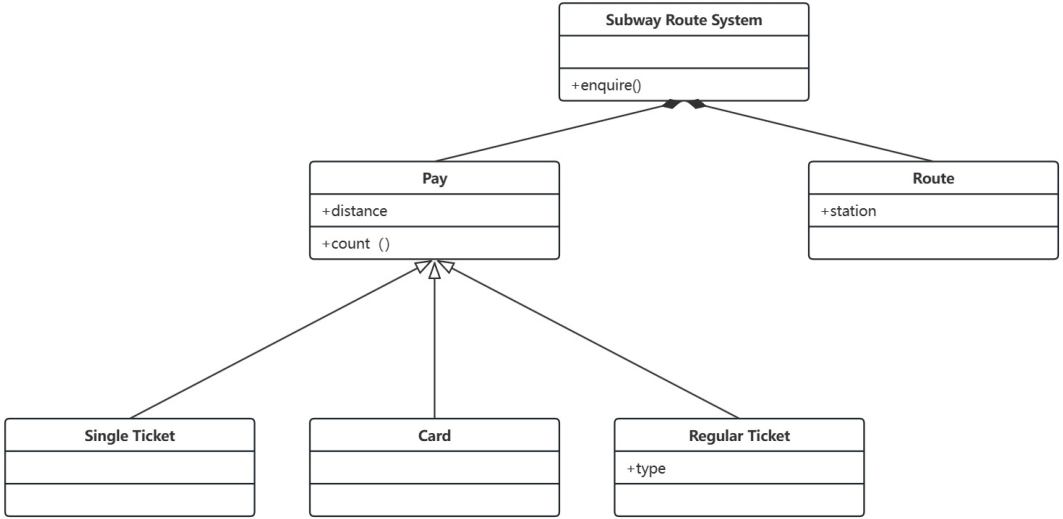 Subway Route System
+enquire()
Pay
+distance
+count（）
Route
+station
Single Ticket
Card
Regular Ticket
+type